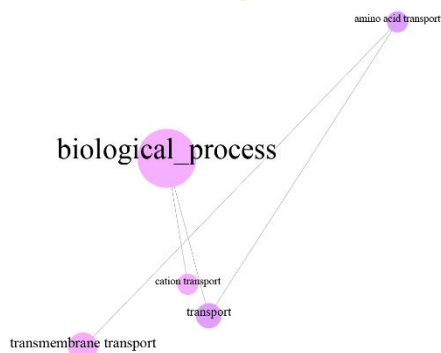 amino acid transport
biological_process
cation transport
transport
transmembrane transport